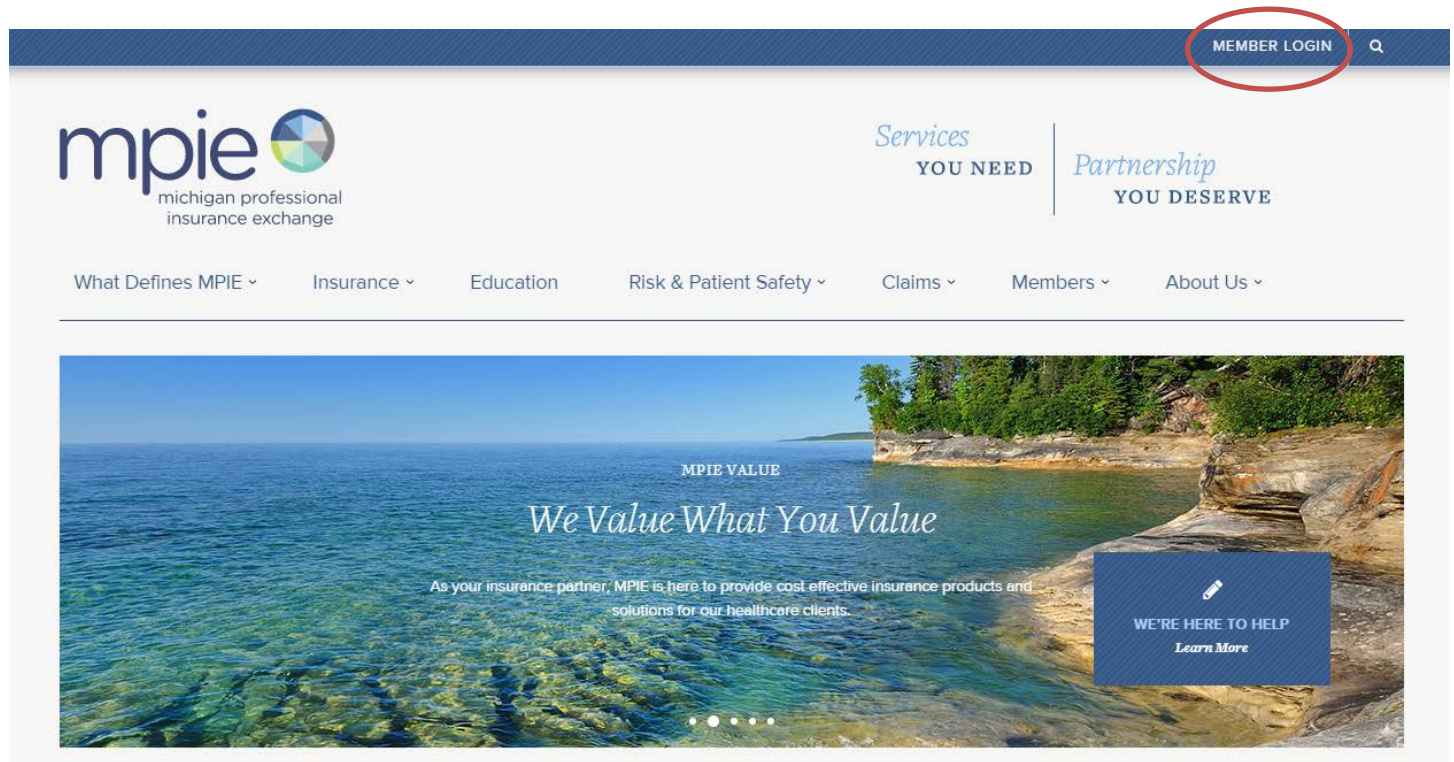 MEMBER LOGIN
mpie
michigan professional
insurance exchange
Services
YOU NEED
Partnership
YOU DESERVE
What Defines MPIE Insurance Education Risk & Patient Safety Claims Members About Us
MPIE VALUE
We Value What You Value
As your insurance partner, MPIE is here to provide cost effective insurance products and
solutions for our healthcare clients.
WE'RE HERE TO HELP
Learn More